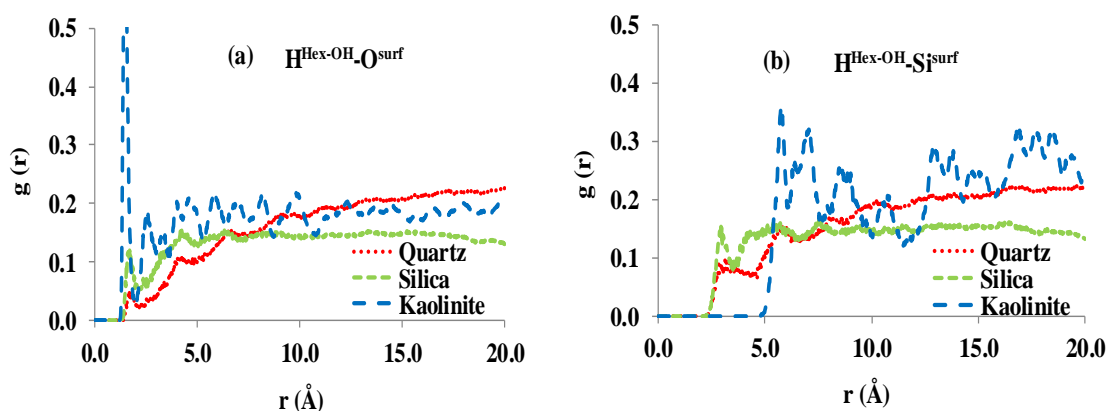 (a) H^Hex-OH-O^surf
g (r)
0.5
0.4
0.3
0.2
0.1
0.0
Quartz
Silica
Kaolinite
0.0 5.0 10.0 15.0 20.0
r (Å)
(b) H^Hex-OH-Si^surf
g (r)
0.5
0.4
0.3
0.2
0.1
0.0
Quartz
Silica
Kaolinite
0.0 5.0 10.0 15.0 20.0
r (Å)